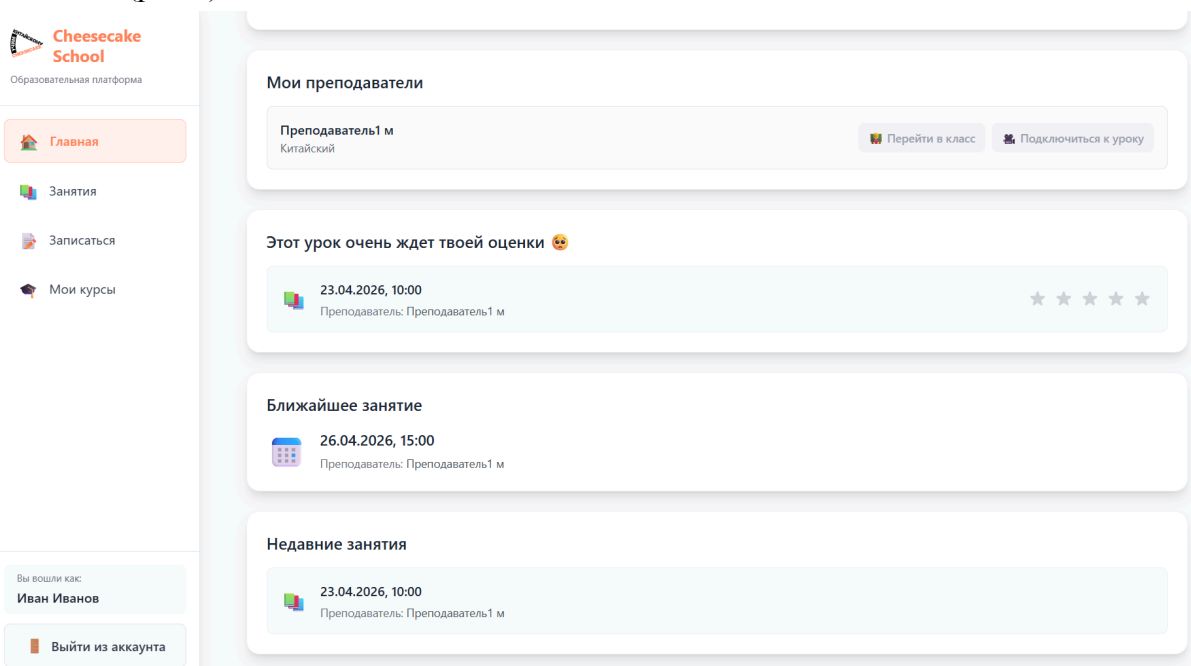 Cheesecake
School
Образовательная платформа
Главная
Занятия
Записаться
Мои курсы
Вы вошли как:
Иван Иванов
Выйти из аккаунта
Мои преподаватели
Преподаватель1 м
Китайский
Перейти в класс
Подключиться к уроку
Этот урок очень ждет твоей оценки 🥺
23.04.2026, 10:00
Преподаватель: Преподаватель1 м
Ближайшее занятие
26.04.2026, 15:00
Преподаватель: Преподаватель1 м
Недавние занятия
23.04.2026, 10:00
Преподаватель: Преподаватель1 м